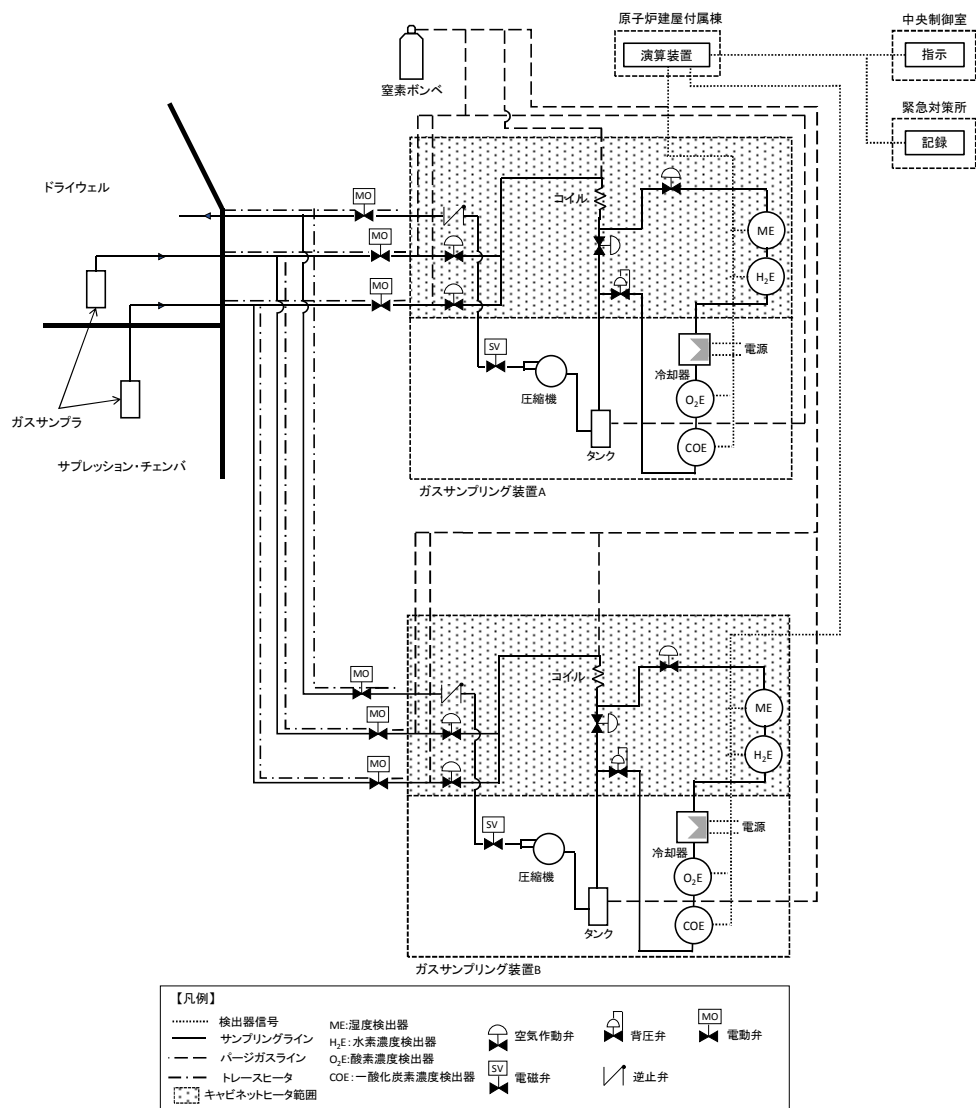 原子炉建屋付属棟
演算装置
中央制御室
指示
緊急対策所
記録
窒素ボンベ
ドライウェル
MO
コイル
MO
ME
MO
H₂E
SV
電源
冷却器
圧縮機
O₂E
ガスサンプラ
COE
タンク
サプレッション・チェンバ
ガスサンプリング装置A
MO
コイル
MO
ME
MO
H₂E
SV
電源
冷却器
圧縮機
O₂E
COE
タンク
ガスサンプリング装置B
【凡例】
検出器信号
サンプリングライン
パージガスライン
トレースヒータ
キャビネットヒータ範囲
ME:湿度検出器
H₂E:水素濃度検出器
O₂E:酸素濃度検出器
COE:一酸化炭素濃度検出器
空気作動弁
SV
電磁弁
背圧弁
逆止弁
MO
電動弁